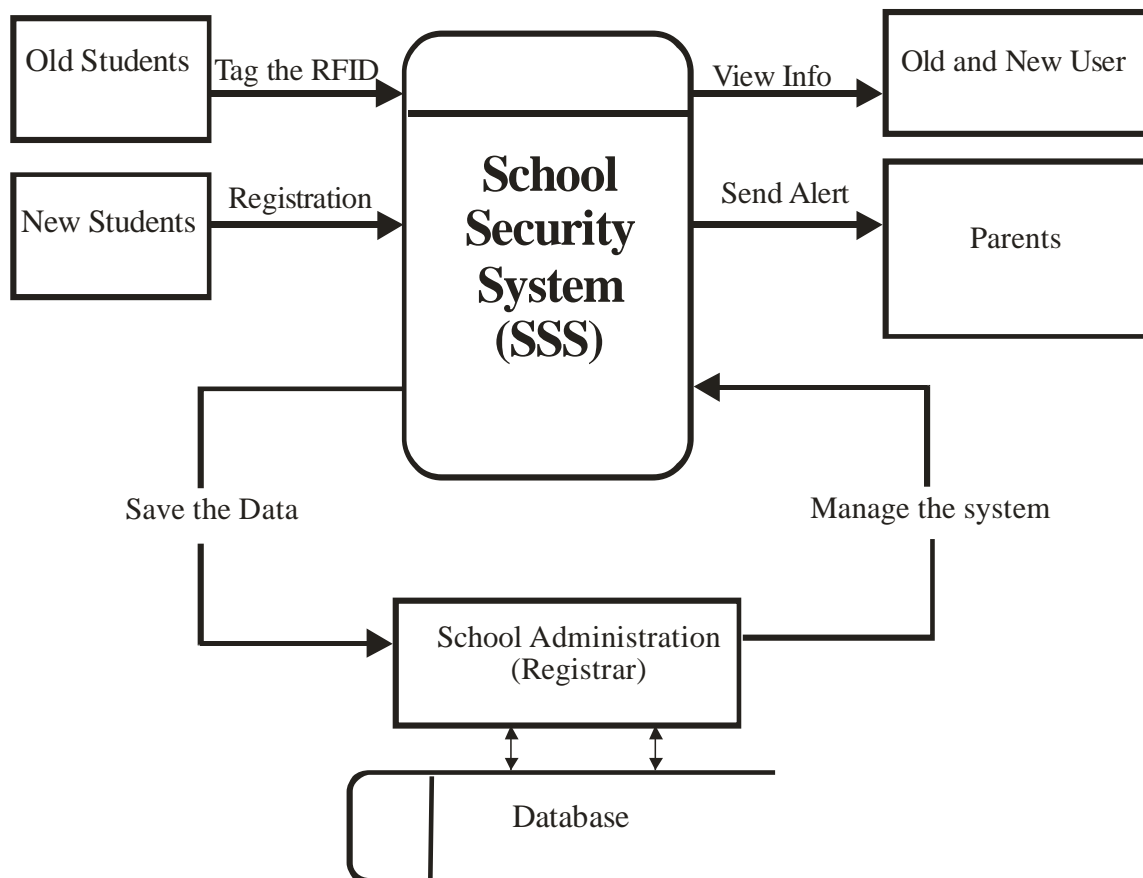 Old Students
Tag the RFID
View Info
Old and New User
New Students
Registration
School
Security
System
(SSS)
Send Alert
Parents
Save the Data
Manage the system
School Administration
(Registrar)
Database